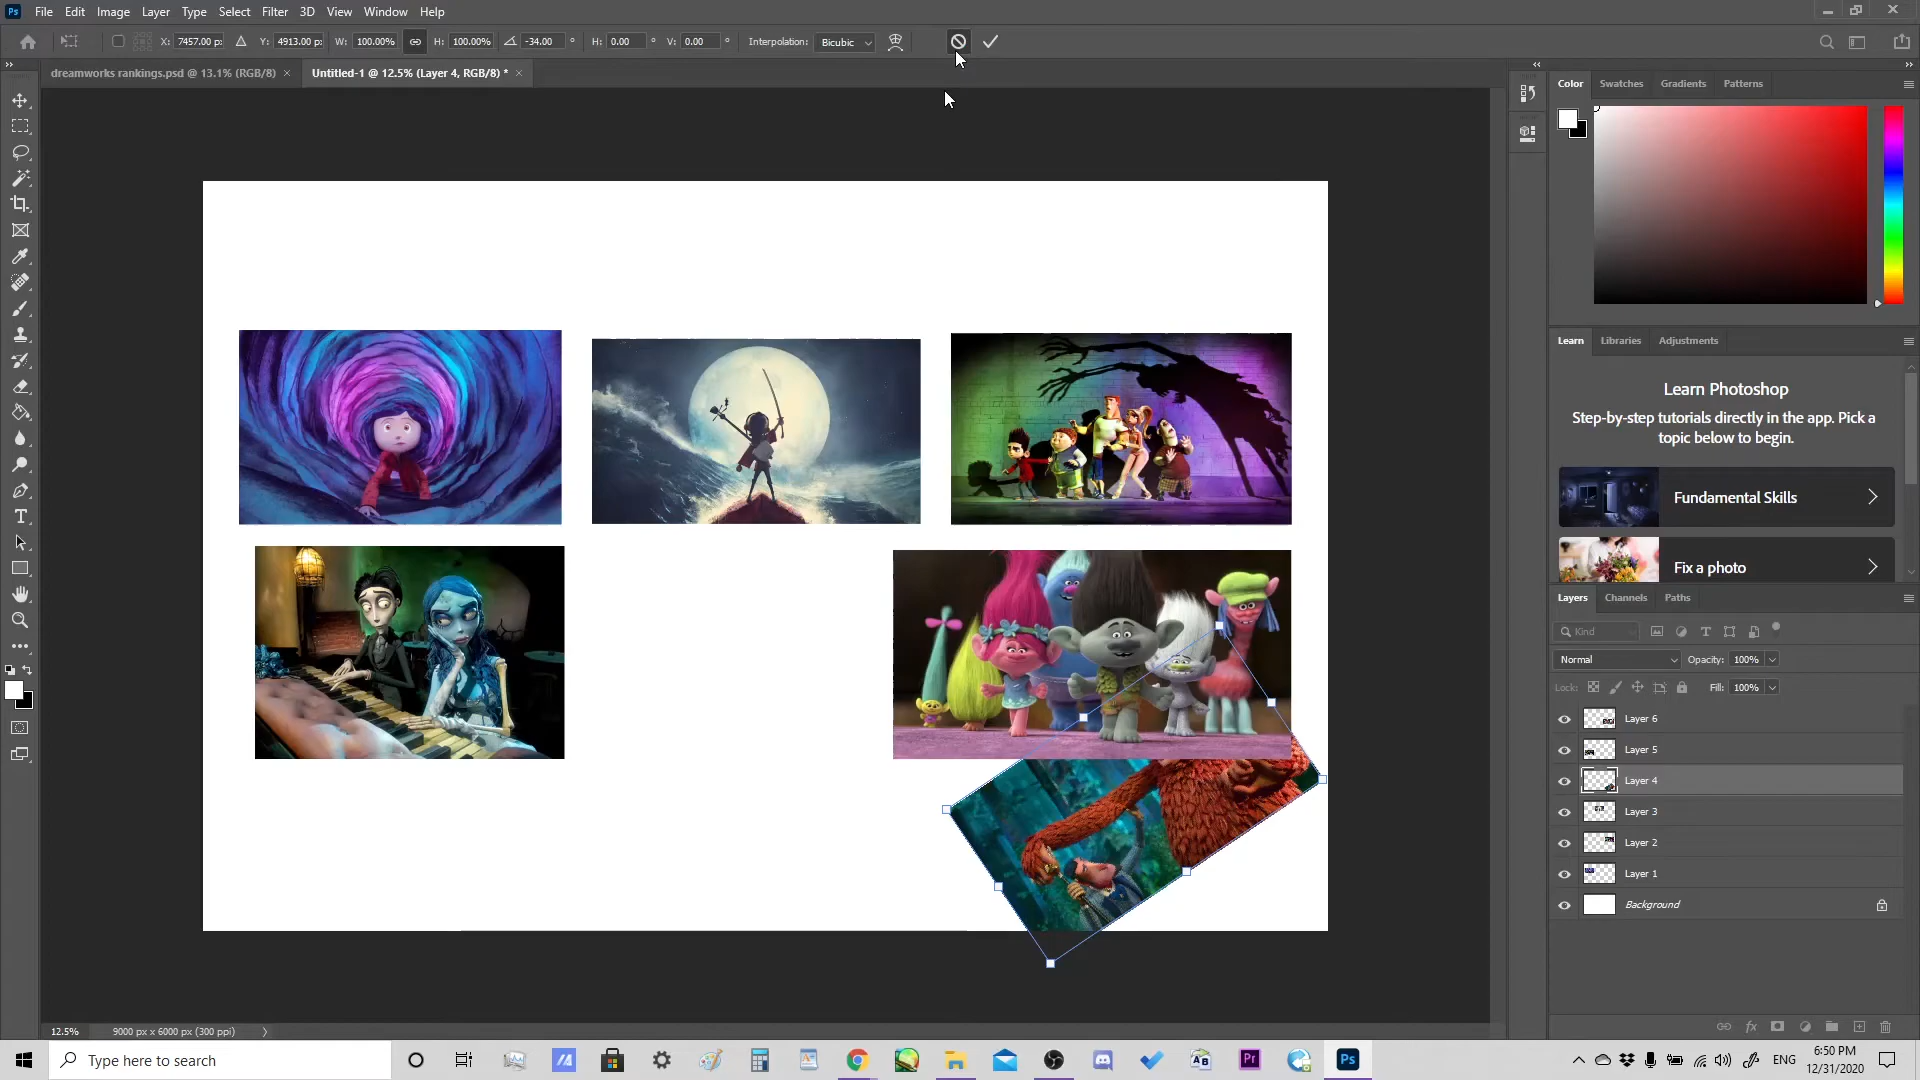 Ps File Edit Image Layer Type Select Filter 3D View Window Help
X: 7457.00 p: Y: 4913.00 p: W: 100.00% H: 100.00% -34.00 ° H: 0.00 ° V: 0.00 ° Interpolation: Bicubic
dreamworks rankings.psd @ 13.1% (RGB/8) × Untitled-1 @ 12.5% (Layer 4, RGB/8) * ×
Color Swatches Gradients Patterns
Learn Libraries Adjustments
Learn Photoshop
Step-by-step tutorials directly in the app. Pick a
topic below to begin.
Fundamental Skills
Fix a photo
Layers Channels Paths
Kind
Normal Opacity: 100%
Lock: Fill: 100%
Layer 6
Layer 5
Layer 4
Layer 3
Layer 2
Layer 1
Background
12.5% 9000 px x 6000 px (300 ppi)
Type here to search
Pr
Ps
ENG
6:50 PM
12/31/2020